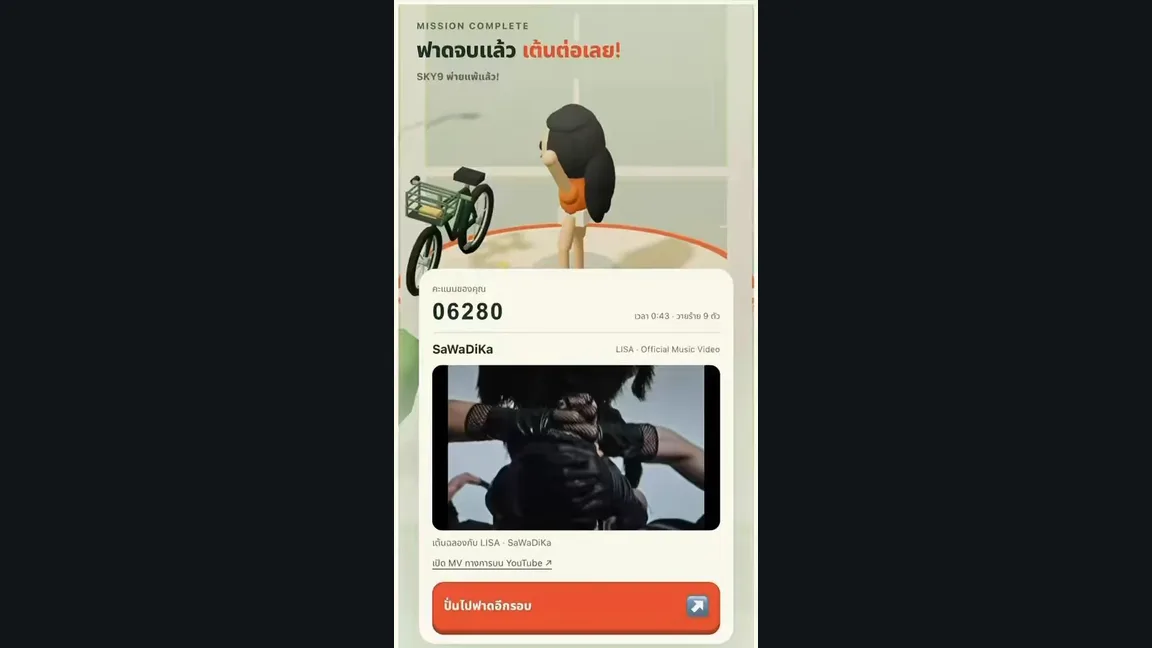 MISSION COMPLETE
ฟาดจบแล้ว เต้นต่อเลย!
SKY9 พ่ายแพ้แล้ว!
คะแนนของคุณ
06280
เวลา 0:43 · วายร้าย 9 ตัว
SaWaDiKa
LISA · Official Music Video
เต้นฉลองกับ LISA · SaWaDiKa
เปิด MV ทางการบน YouTube ↗
ปั่นไปฟาดอีกรอบ